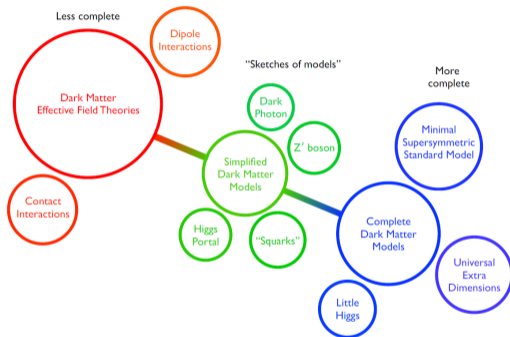 Less complete
Dipole
Interactions
"Sketches of models"
More
complete
Dark Matter
Effective Field Theories
Dark
Photon
Z′ boson
Minimal
Supersymmetric
Standard Model
Simplified
Dark Matter
Models
Contact
Interactions
Higgs
Portal
"Squarks"
Complete
Dark Matter
Models
Universal
Extra
Dimensions
Little
Higgs